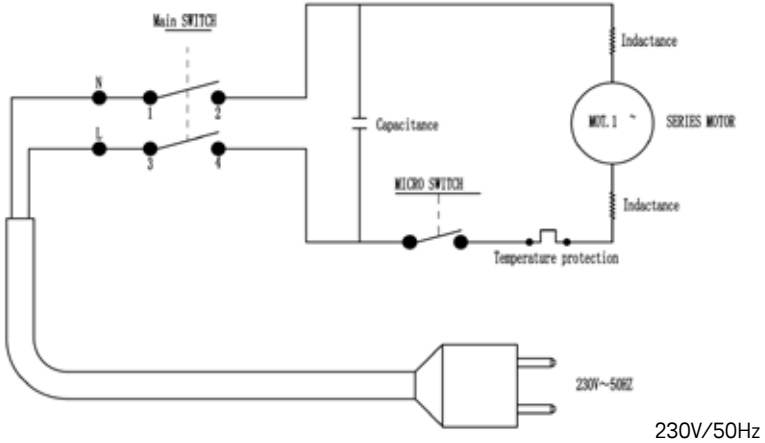 Main SWITCH
N
1
2
L
3
4
Indactance
MOT.1 ~
SERIES MOTOR
Capacitance
MICRO SWITCH
Indactance
Temperature protection
230V~50HZ
230V/50Hz